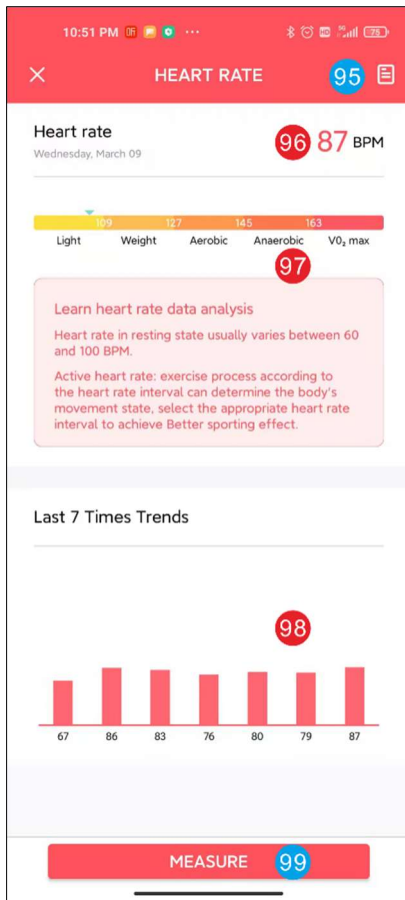 10:51 PM ... HD 5G 75
HEART RATE 95
Heart rate
Wednesday, March 09
96 87 BPM
109 127 145 163
Light Weight Aerobic Anaerobic V0₂ max
97
Learn heart rate data analysis
Heart rate in resting state usually varies between 60
and 100 BPM.
Active heart rate: exercise process according to
the heart rate interval can determine the body's
movement state, select the appropriate heart rate
interval to achieve Better sporting effect.
Last 7 Times Trends
98
67 86 83 76 80 79 87
MEASURE 99